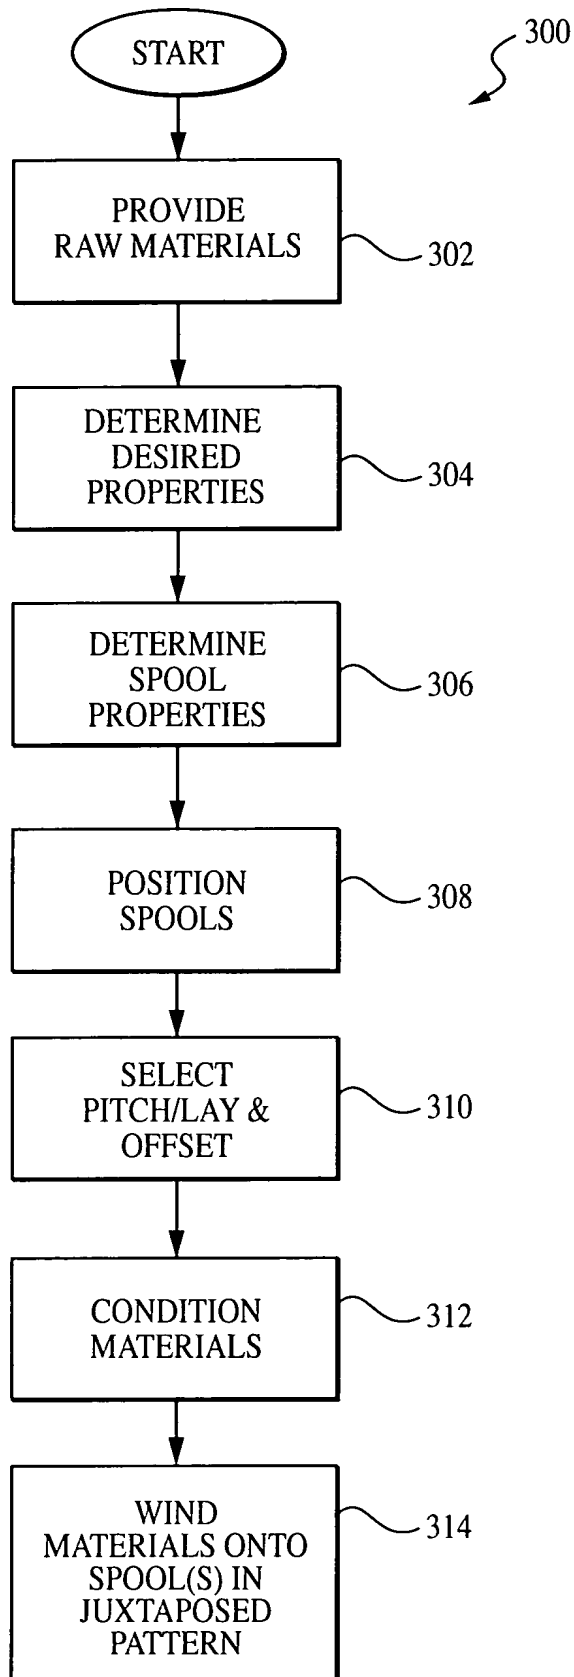 START
300
PROVIDE
RAW MATERIALS
302
DETERMINE
DESIRED
PROPERTIES
304
DETERMINE
SPOOL
PROPERTIES
306
POSITION
SPOOLS
308
SELECT
PITCH/LAY &
OFFSET
310
CONDITION
MATERIALS
312
WIND
MATERIALS ONTO
SPOOL(S) IN
JUXTAPOSED
PATTERN
314